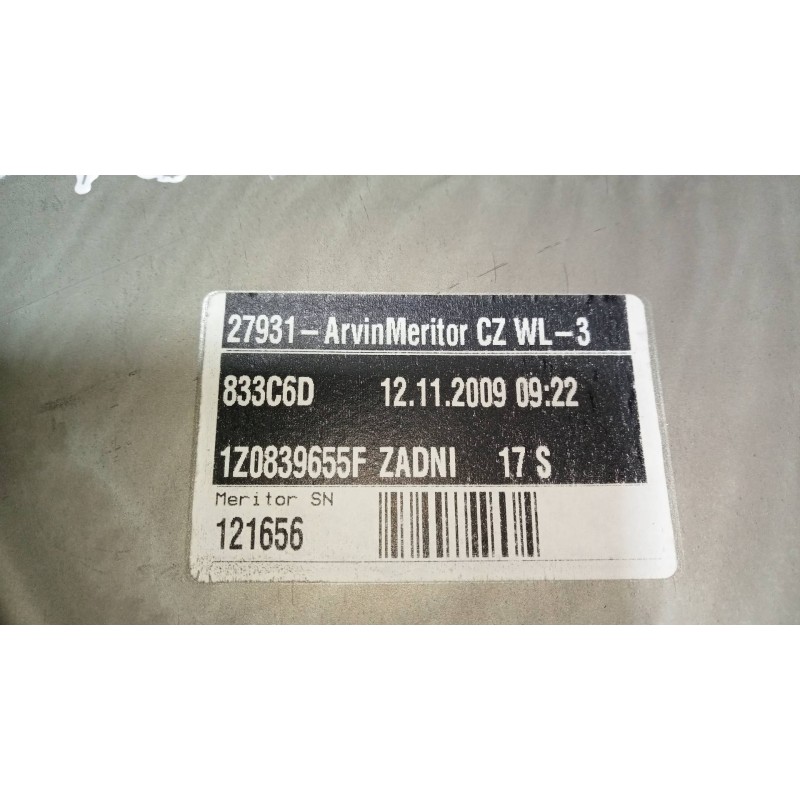 27931-ArvinMeritor CZ WL-3
833C6D 12.11.2009 09:22
1Z0839655F ZADNI 17 S
Meritor SN
121656